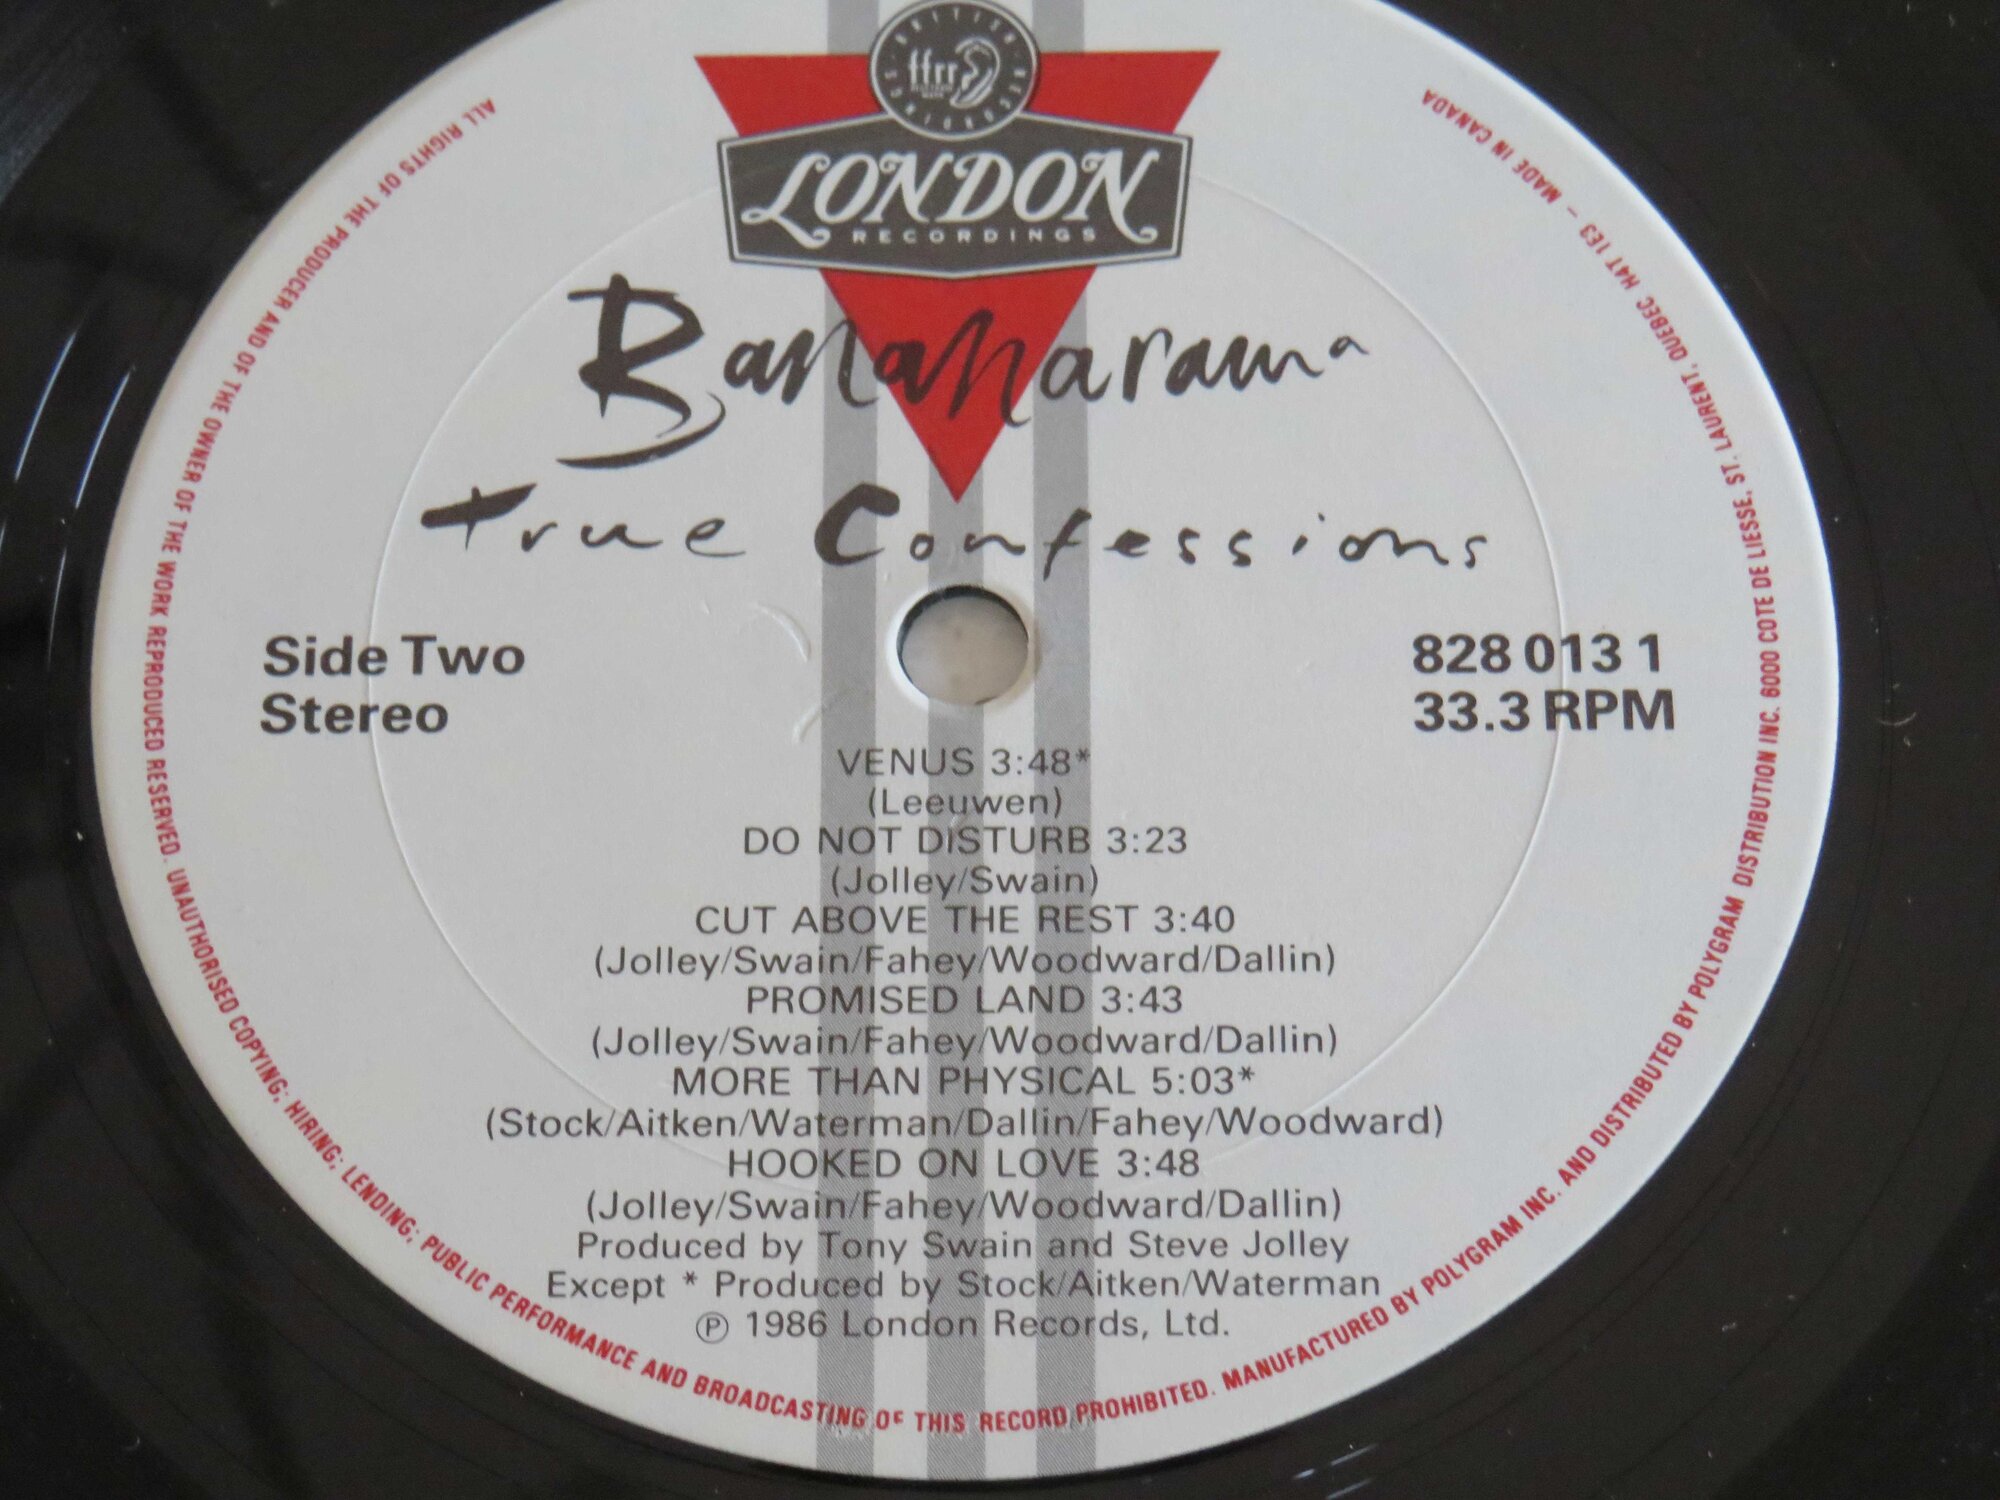 BRITISH
ffrr
LONDON
RECORDINGS
Bananarama
True Confessions
Side Two
Stereo
828 013 1
33.3 RPM
VENUS 3:48*
(Leeuwen)
DO NOT DISTURB 3:23
(Jolley/Swain)
CUT ABOVE THE REST 3:40
(Jolley/Swain/Fahey/Woodward/Dallin)
PROMISED LAND 3:43
(Jolley/Swain/Fahey/Woodward/Dallin)
MORE THAN PHYSICAL 5:03*
(Stock/Aitken/Waterman/Dallin/Fahey/Woodward)
HOOKED ON LOVE 3:48
(Jolley/Swain/Fahey/Woodward/Dallin)
Produced by Tony Swain and Steve Jolley
Except * Produced by Stock/Aitken/Waterman
℗ 1986 London Records, Ltd.
ALL RIGHTS OF THE PRODUCER AND OF THE OWNER OF THE WORK REPRODUCED RESERVED. UNAUTHORISED COPYING; HIRING; LENDING; PUBLIC PERFORMANCE AND BROADCASTING OF THIS RECORD PROHIBITED. MANUFACTURED BY POLYGRAM INC. AND DISTRIBUTED BY POLYGRAM DISTRIBUTION INC. 6000 COTE DE LIESSE, ST. LAURENT, QUEBEC H4T 1E3 – MADE IN CANADA